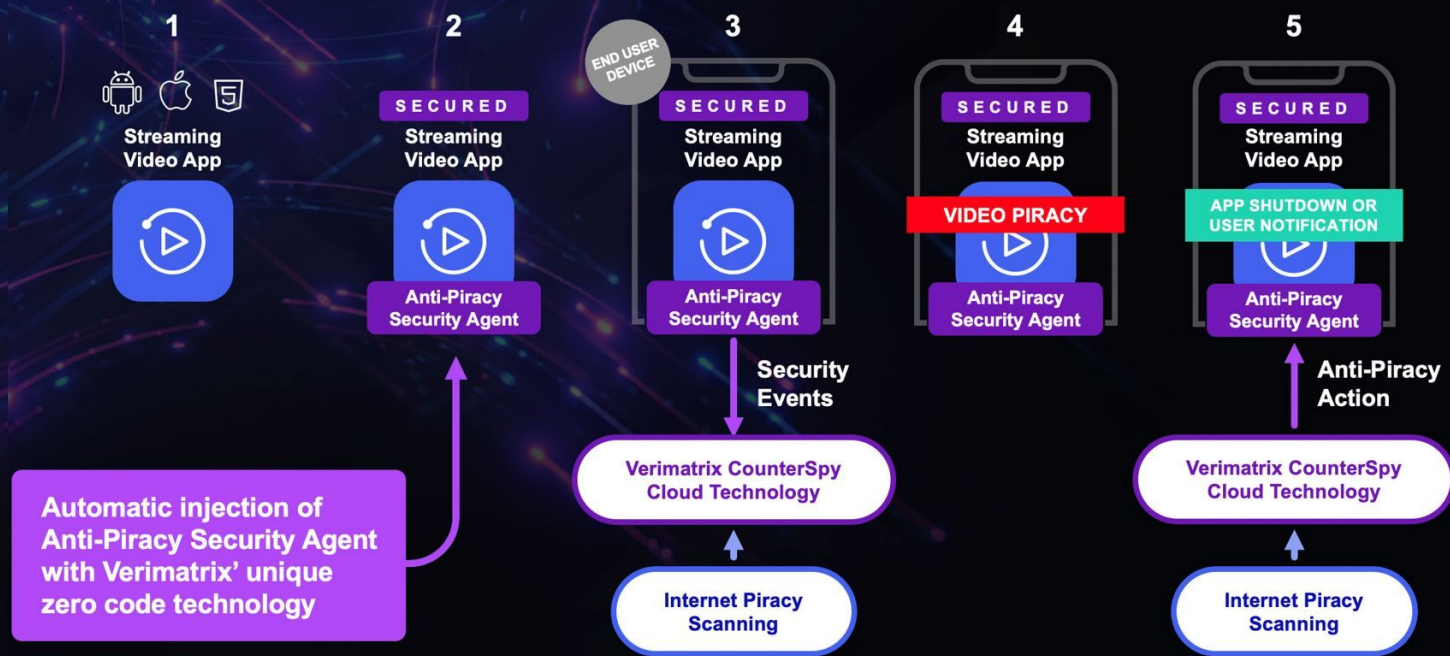 1
Streaming
Video App
2
SECURED
Streaming
Video App
Anti-Piracy
Security Agent
Automatic injection of
Anti-Piracy Security Agent
with Verimatrix’ unique
zero code technology
3
END USER
DEVICE
SECURED
Streaming
Video App
Anti-Piracy
Security Agent
Security
Events
Verimatrix CounterSpy
Cloud Technology
Internet Piracy
Scanning
4
SECURED
Streaming
Video App
VIDEO PIRACY
Anti-Piracy
Security Agent
5
SECURED
Streaming
Video App
APP SHUTDOWN OR
USER NOTIFICATION
Anti-Piracy
Security Agent
Anti-Piracy
Action
Verimatrix CounterSpy
Cloud Technology
Internet Piracy
Scanning